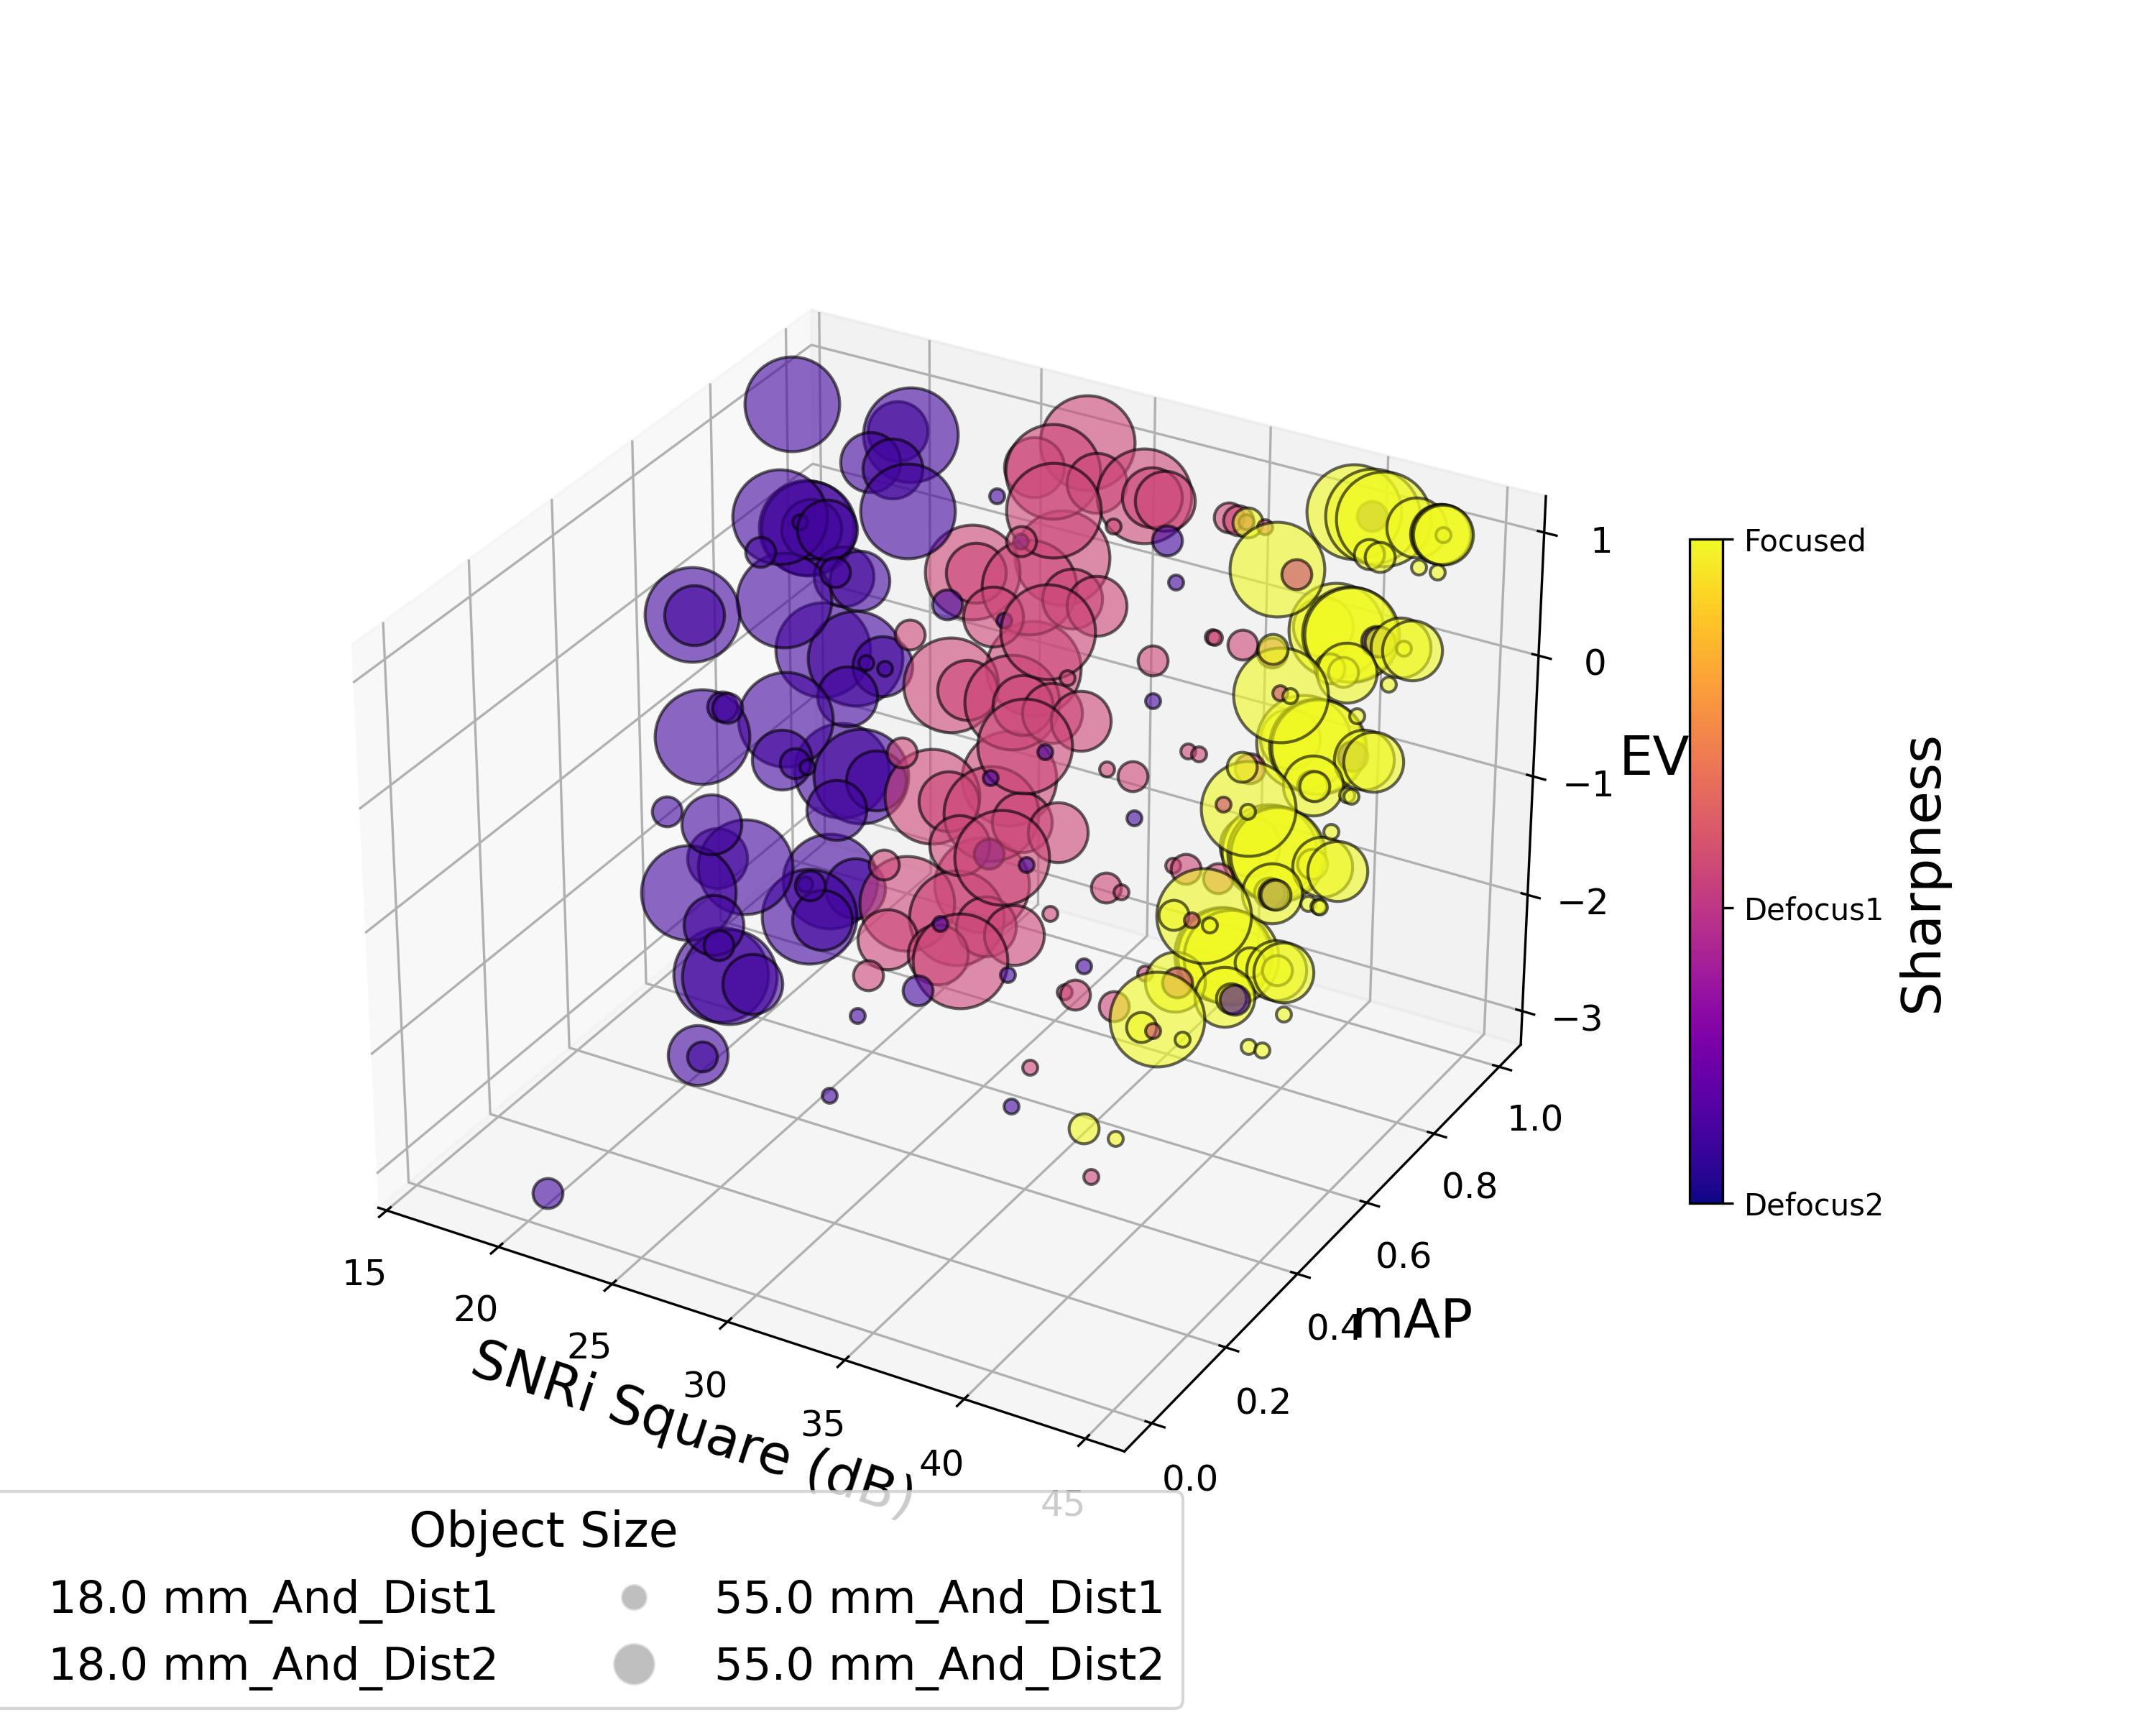 1
0
−1
−2
−3
EV
Focused
Defocus1
Defocus2
Sharpness
1.0
0.8
0.6
0.4
0.2
0.0
mAP
15
20
25
30
35
40
45
SNRi Square (dB)
Object Size
18.0 mm_And_Dist1
55.0 mm_And_Dist1
18.0 mm_And_Dist2
55.0 mm_And_Dist2